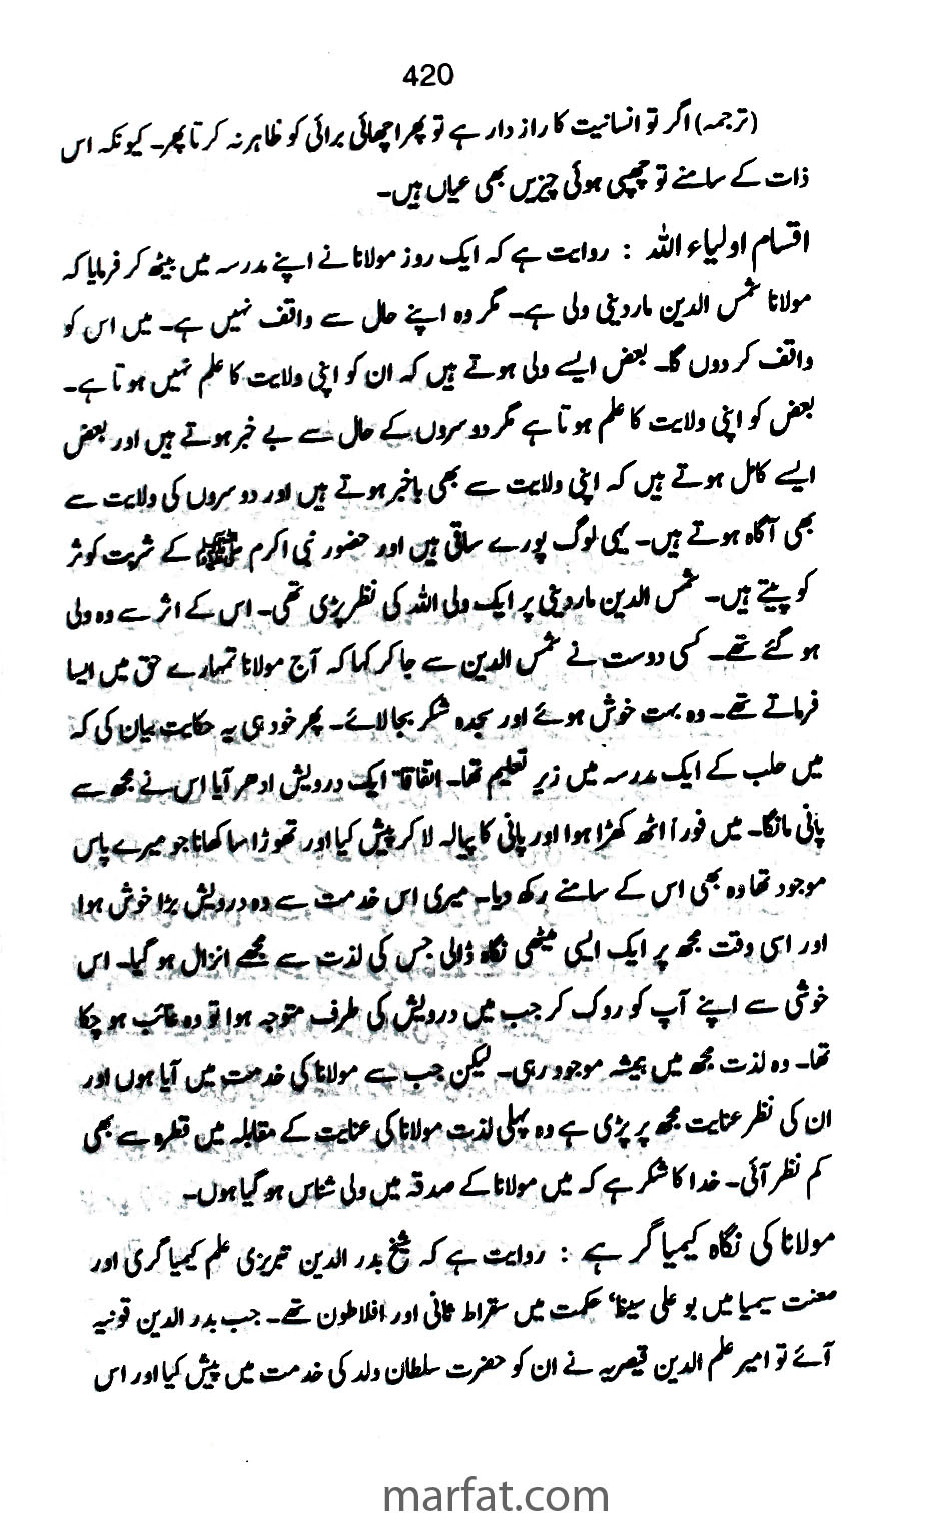 420
(ترجمہ) اگر تو انسانیت کا راز دار ہے تو پھر اچھائی برائی کو ظاہر نہ کرتا پھر۔ کیونکہ اس
ذات کے سامنے تو چھپی ہوئی چیزیں بھی عیاں ہیں۔
اقسام اولیاء اللہ : روایت ہے کہ ایک روز مولانا نے اپنے مدرسہ میں بیٹھ کر فرمایا کہ
مولانا شمس الدین ماردینی ولی ہے۔ مگر وہ اپنے حال سے واقف نہیں ہے۔ میں اس کو
واقف کر دوں گا۔ بعض ایسے ولی ہوتے ہیں کہ ان کو اپنی ولایت کا علم نہیں ہوتا ہے۔
بعض کو اپنی ولایت کا علم ہوتا ہے مگر دوسروں کے حال سے بے خبر ہوتے ہیں اور بعض
ایسے کامل ہوتے ہیں کہ اپنی ولایت سے بھی باخبر ہوتے ہیں اور دوسروں کی ولایت سے
بھی آگاہ ہوتے ہیں۔ یہی لوگ پورے ساقی ہیں اور حضور نبی اکرم ﷺ کے شربت کوثر
کو پیتے ہیں۔ شمس الدین ماردینی پر ایک ولی اللہ کی نظر پڑی تھی۔ اس کے اثر سے وہ ولی
ہو گئے تھے۔ کسی دوست نے شمس الدین سے جا کر کہا کہ آج مولانا تمہارے حق میں ایسا
فرماتے تھے۔ وہ بہت خوش ہوئے اور سجدہ شکر بجا لائے۔ پھر خود ہی یہ حکایت بیان کی کہ
میں حلب کے ایک مدرسہ میں زیر تعلیم تھا۔ اتفاقاً ایک درویش ادھر آیا اس نے مجھ سے
پانی مانگا۔ میں فوراً اٹھ کھڑا ہوا اور پانی کا پیالہ لا کر پیش کیا اور تھوڑا سا کھانا جو میرے پاس
موجود تھا وہ بھی اس کے سامنے رکھ دیا۔ میری اس خدمت سے وہ درویش بڑا خوش ہوا
اور اسی وقت مجھ پر ایک ایسی میٹھی نگاہ ڈالی جس کی لذت سے مجھے انزال ہو گیا۔ اس
خوشی سے اپنے آپ کو روک کر جب میں درویش کی طرف متوجہ ہوا تو وہ غائب ہو چکا
تھا۔ وہ لذت مجھ میں ہمیشہ موجود رہی۔ لیکن جب سے مولانا کی خدمت میں آیا ہوں اور
ان کی نظر عنایت مجھ پر پڑی ہے وہ پہلی لذت مولانا کی عنایت کے مقابلہ میں قطرہ سے بھی
کم نظر آئی۔ خدا کا شکر ہے کہ میں مولانا کے صدقہ میں ولی شناس ہو گیا ہوں۔
مولانا کی نگاہ کیمیا گر ہے : روایت ہے کہ شیخ بدر الدین تبریزی علم کیمیا گری اور
صنعت سیمیا میں بو علی سینا، حکمت میں سقراط ثانی اور افلاطون تھے۔ جب بدر الدین قونیہ
آئے تو امیر علم الدین قیصریہ نے ان کو حضرت سلطان ولد کی خدمت میں پیش کیا اور اس
marfat.com